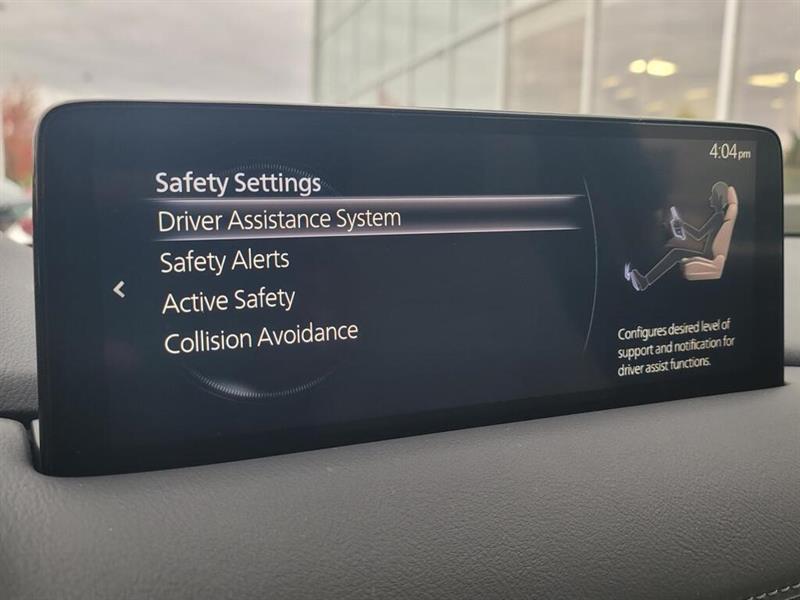 4:04pm
Safety Settings
Driver Assistance System
Safety Alerts
Active Safety
Collision Avoidance
Configures desired level of
support and notification for
driver assist functions.